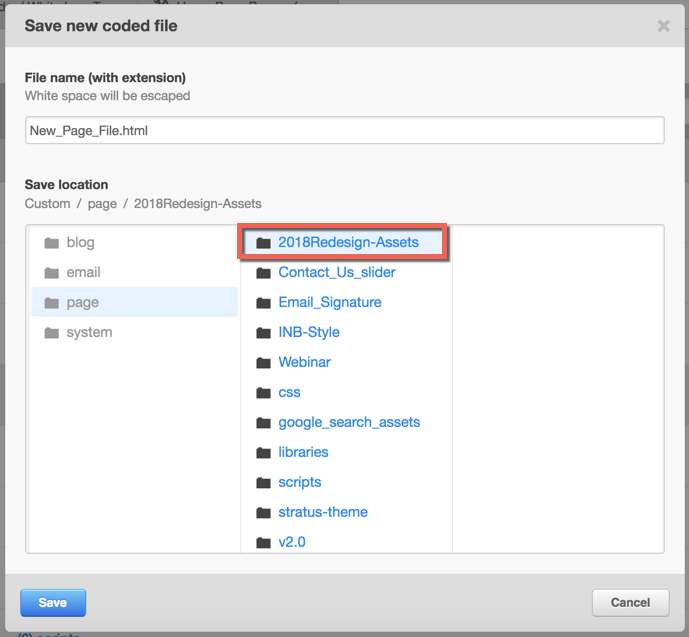 Save new coded file
File name (with extension)
White space will be escaped
New_Page_File.html
Save location
Custom / page / 2018Redesign-Assets
blog
email
page
system
2018Redesign-Assets
Contact_Us_slider
Email_Signature
INB-Style
Webinar
css
google_search_assets
libraries
scripts
stratus-theme
v2.0
Save
Cancel